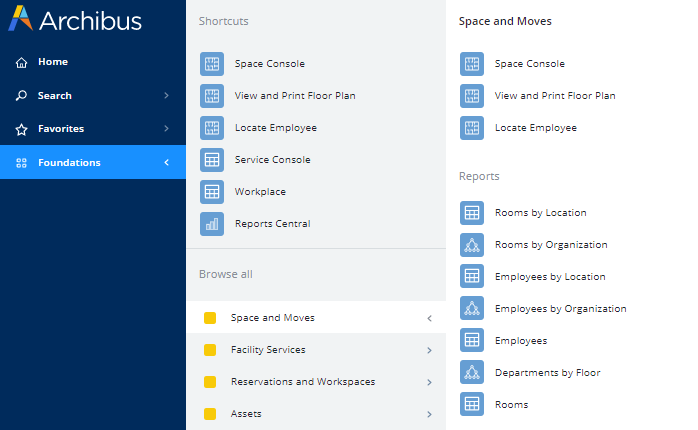 Archibus
Home
Search
Favorites
Foundations
Shortcuts
Space Console
View and Print Floor Plan
Locate Employee
Service Console
Workplace
Reports Central
Browse all
Space and Moves
Facility Services
Reservations and Workspaces
Assets
Space and Moves
Space Console
View and Print Floor Plan
Locate Employee
Reports
Rooms by Location
Rooms by Organization
Employees by Location
Employees by Organization
Employees
Departments by Floor
Rooms